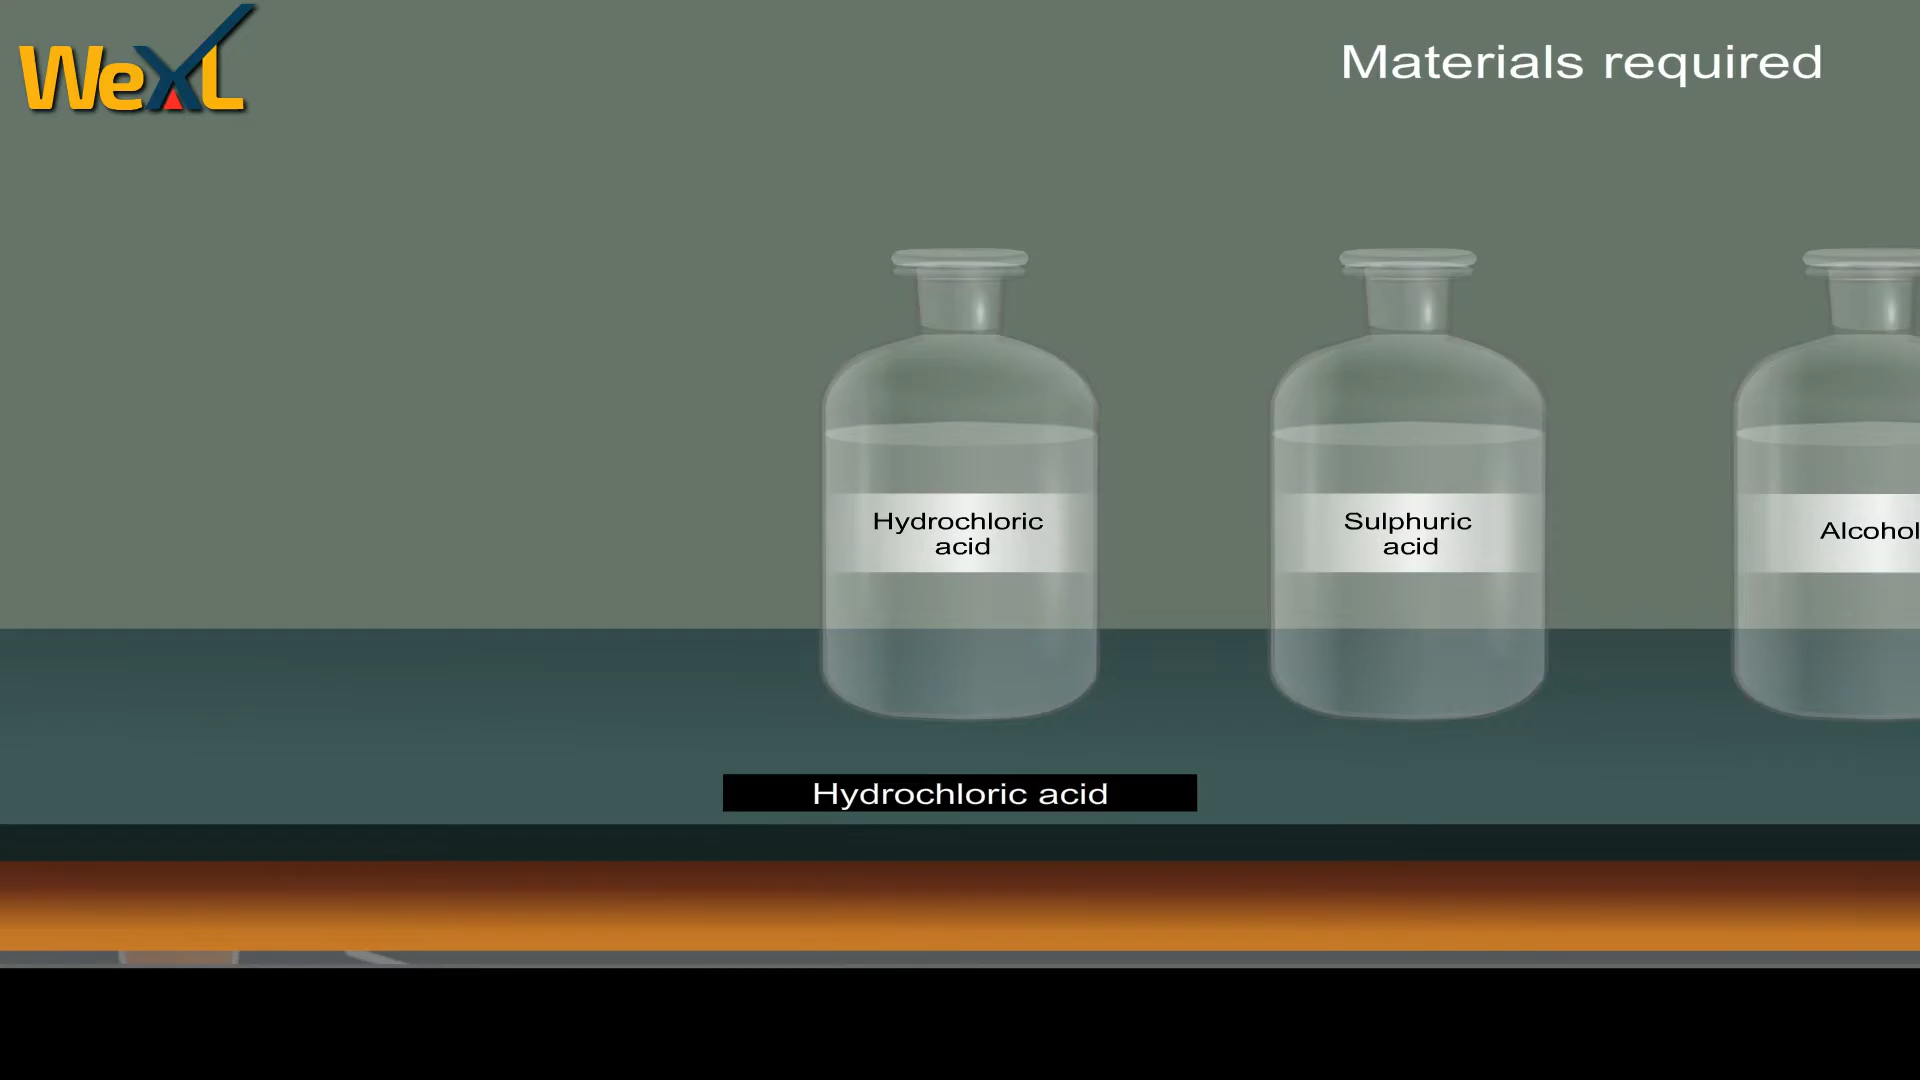 WeXL
Materials required
Hydrochloric
acid
Sulphuric
acid
Alcohol
Hydrochloric acid